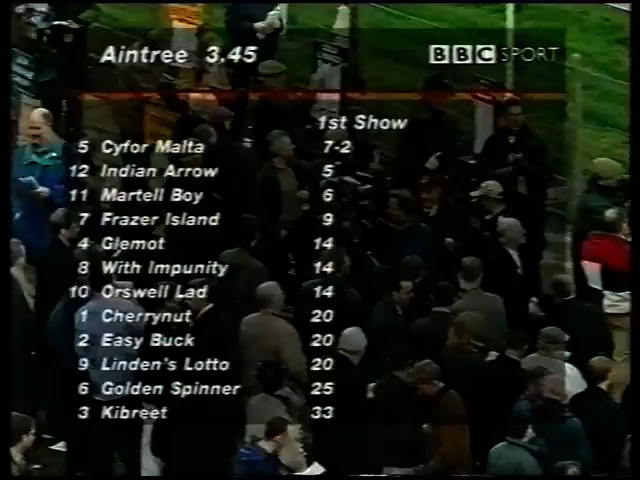 Aintree 3.45 BBC SPORT
1st Show
5 Cyfor Malta 7-2
12 Indian Arrow 5
11 Martell Boy 6
7 Frazer Island 9
4 Glemot 14
8 With Impunity 14
10 Orswell Lad 14
1 Cherrynut 20
2 Easy Buck 20
9 Linden's Lotto 20
6 Golden Spinner 25
3 Kibreet 33